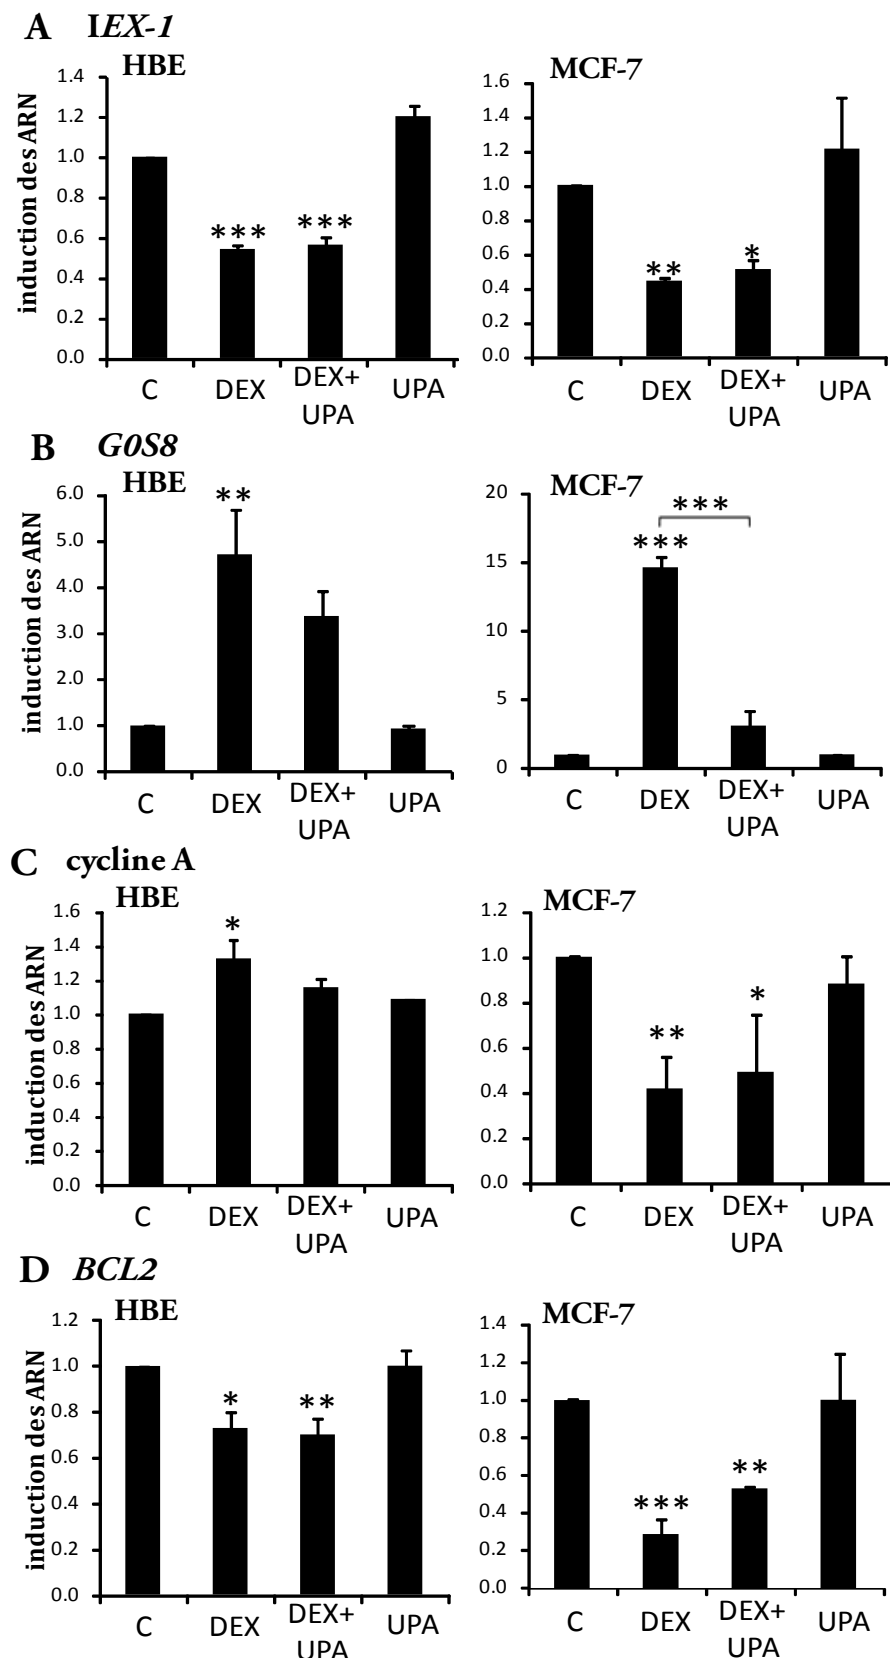 A IEX-1
HBE
MCF-7
induction des ARN
1.4
1.2
1.0
0.8
0.6
0.4
0.2
0.0
***
***
C
DEX
DEX+
UPA
UPA
1.6
1.4
1.2
1.0
0.8
0.6
0.4
0.2
0.0
**
*
C
DEX
DEX+
UPA
UPA
B G0S8
HBE
MCF-7
induction des ARN
6.0
5.0
4.0
3.0
2.0
1.0
0.0
**
C
DEX
DEX+
UPA
UPA
20
15
10
5
0
***
***
C
DEX
DEX+
UPA
UPA
C cycline A
HBE
MCF-7
induction des ARN
1.6
1.4
1.2
1.0
0.8
0.6
0.4
0.2
0.0
*
C
DEX
DEX+
UPA
UPA
1.2
1.0
0.8
0.6
0.4
0.2
0.0
**
*
C
DEX
DEX+
UPA
UPA
D BCL2
HBE
MCF-7
induction des ARN
1.2
1.0
0.8
0.6
0.4
0.2
0.0
*
**
C
DEX
DEX+
UPA
UPA
1.4
1.2
1.0
0.8
0.6
0.4
0.2
0.0
***
**
C
DEX
DEX+
UPA
UPA